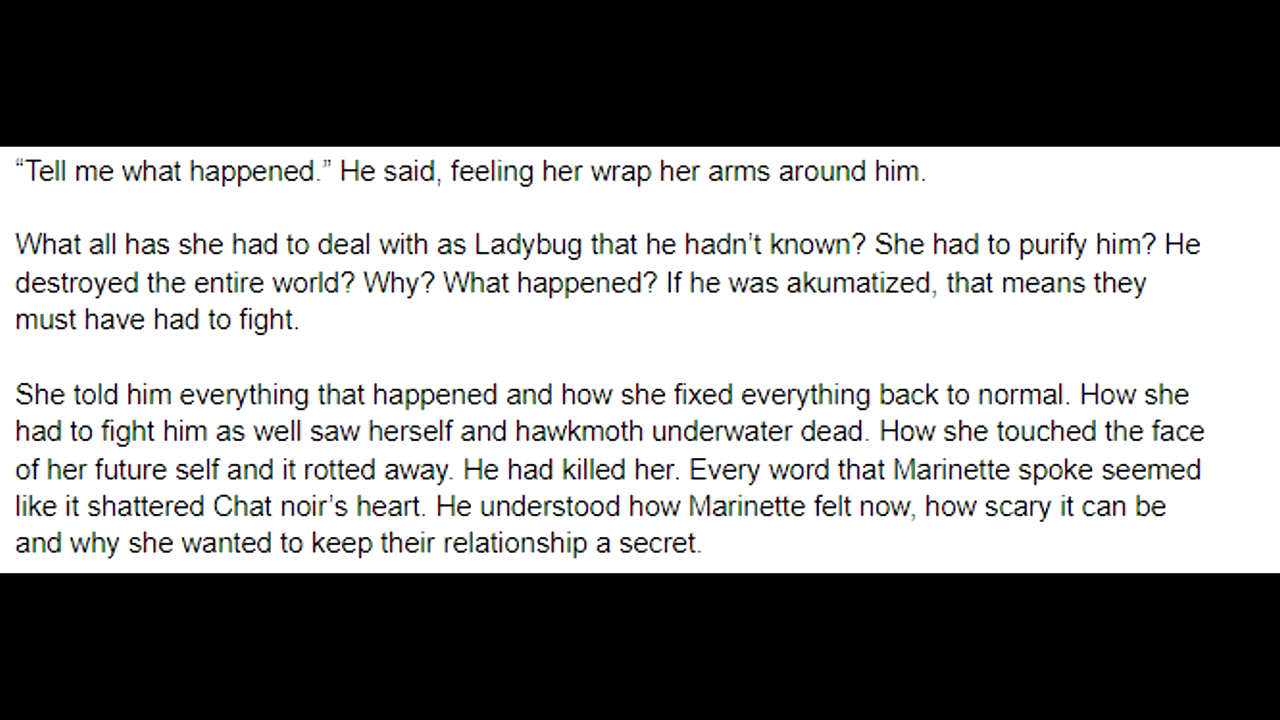 “Tell me what happened.” He said, feeling her wrap her arms around him.
What all has she had to deal with as Ladybug that he hadn’t known? She had to purify him? He
destroyed the entire world? Why? What happened? If he was akumatized, that means they
must have had to fight.
She told him everything that happened and how she fixed everything back to normal. How she
had to fight him as well saw herself and hawkmoth underwater dead. How she touched the face
of her future self and it rotted away. He had killed her. Every word that Marinette spoke seemed
like it shattered Chat noir’s heart. He understood how Marinette felt now, how scary it can be
and why she wanted to keep their relationship a secret.